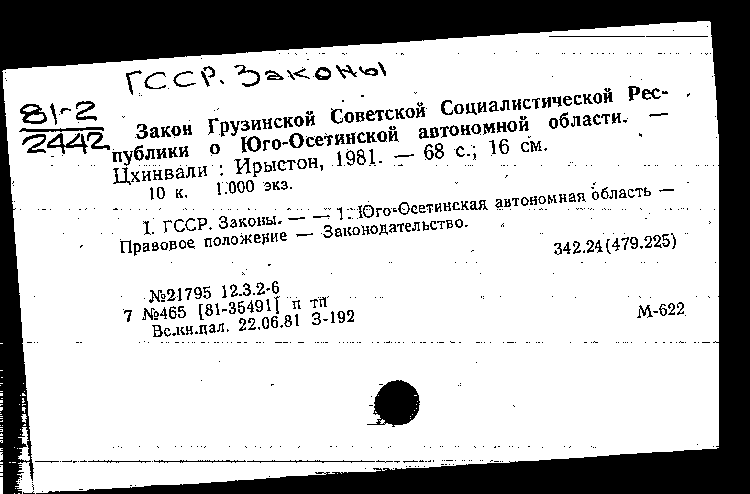 ГССР. Законы
81-2
2442
Закон Грузинской Советской Социалистической Рес-
публики о Юго-Осетинской автономной области. —
Цхинвали : Ирыстон, 1981. — 68 с.; 16 см.
10 к. 1.000 экз.
I. ГССР. Законы. — — 1. Юго-Осетинская автономная область —
Правовое положение — Законодательство.
342.24(479.225)
№21795 12.3.2-6
7 №465 [81-35491] п тп
Вс.кн.пал. 22.06.81 З-192
М-622